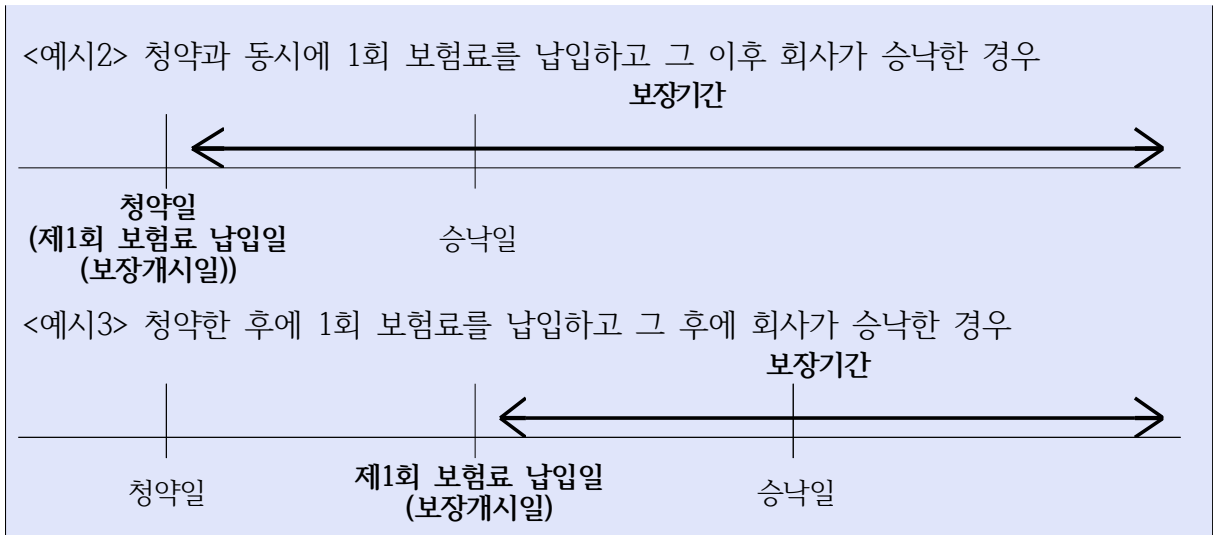 <예시2> 청약과 동시에 1회 보험료를 납입하고 그 이후 회사가 승낙한 경우
보장기간
청약일
(제1회 보험료 납입일
(보장개시일))
승낙일
<예시3> 청약한 후에 1회 보험료를 납입하고 그 후에 회사가 승낙한 경우
보장기간
청약일
제1회 보험료 납입일
(보장개시일)
승낙일